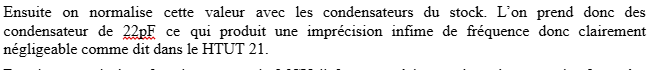 Ensuite on normalise cette valeur avec les condensateurs du stock. L'on prend donc des
condensateur de 22pF ce qui produit une imprécision infime de fréquence donc clairement
négligeable comme dit dans le HTUT 21.